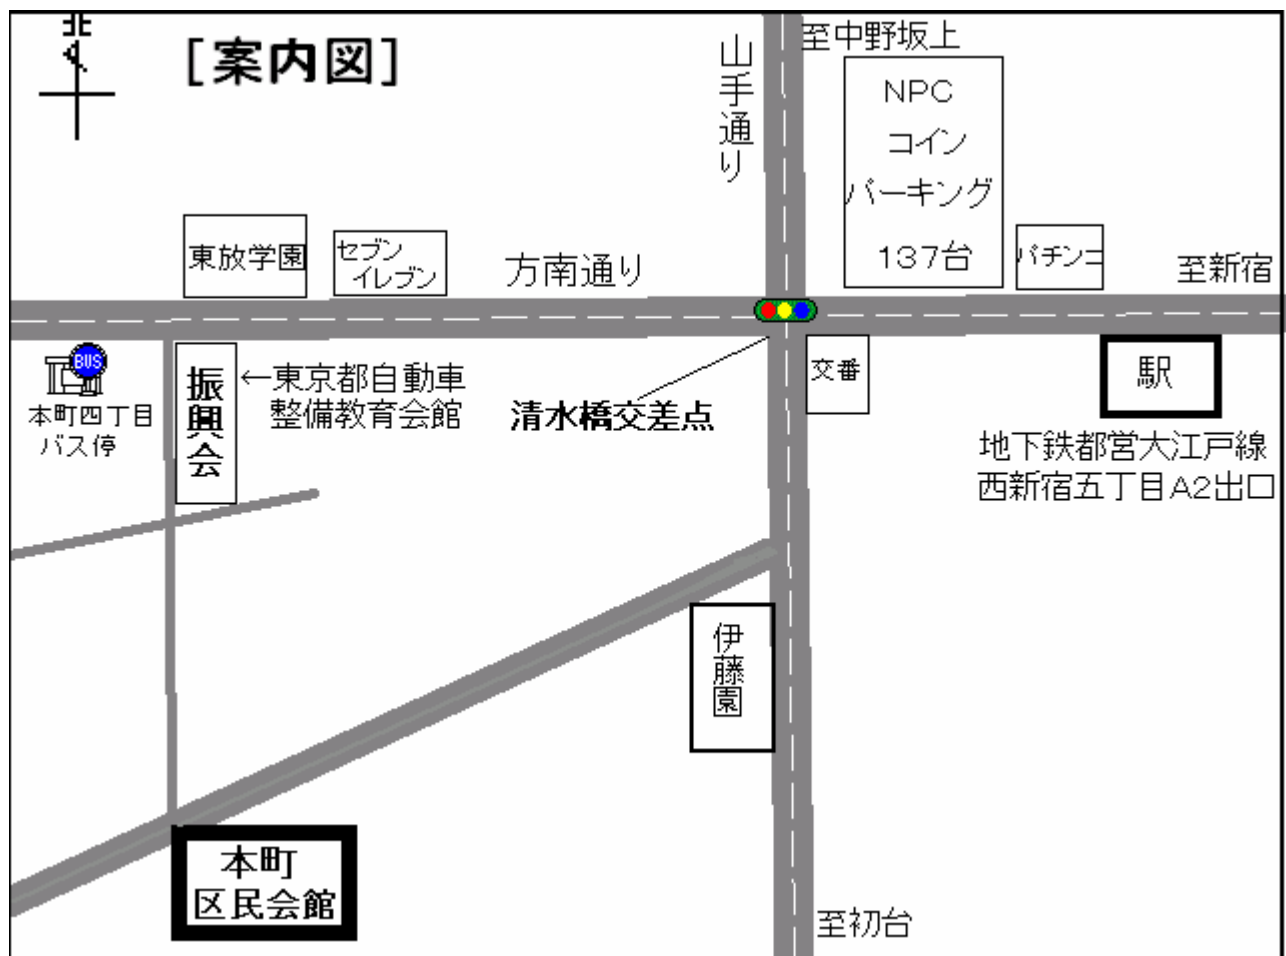 北
[案内図]
山手通り
至中野坂上
NPC
コイン
パーキング
137台
東放学園
セブン
イレブン
方南通り
パチンコ
至新宿
BUS
本町四丁目
バス停
振興会
←東京都自動車
整備教育会館
清水橋交差点
交番
駅
地下鉄都営大江戸線
西新宿五丁目A2出口
伊藤園
本町
区民会館
至初台